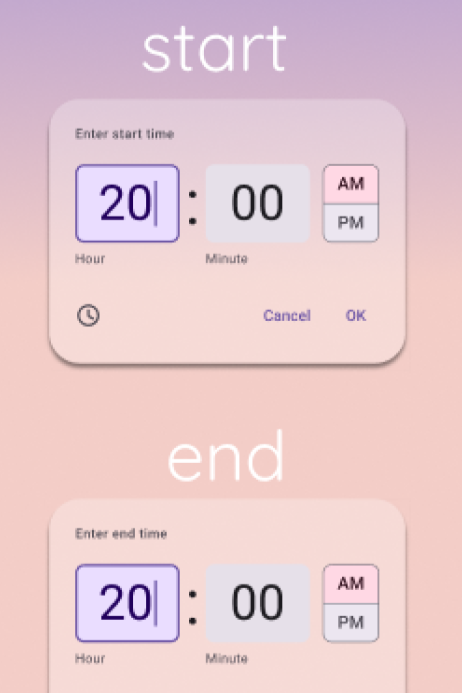 start
Enter start time
20 : 00 AM
PM
Hour Minute
Cancel OK
end
Enter end time
20 : 00 AM
PM
Hour Minute